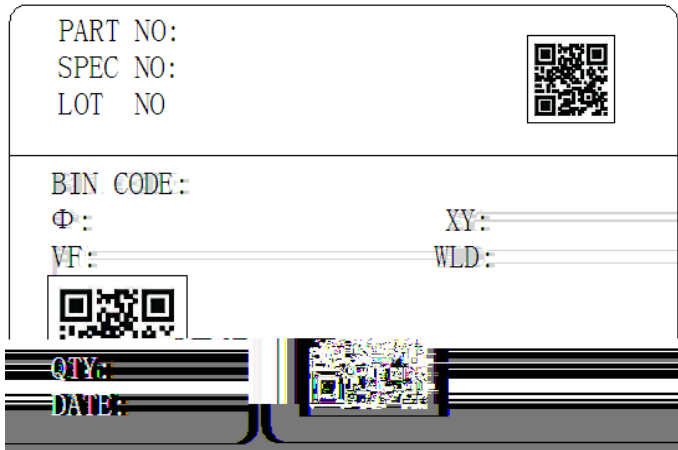 PART NO:
SPEC NO:
LOT NO
BIN CODE:
Φ: XY:
VF: WLD:
QTY:
DATE: